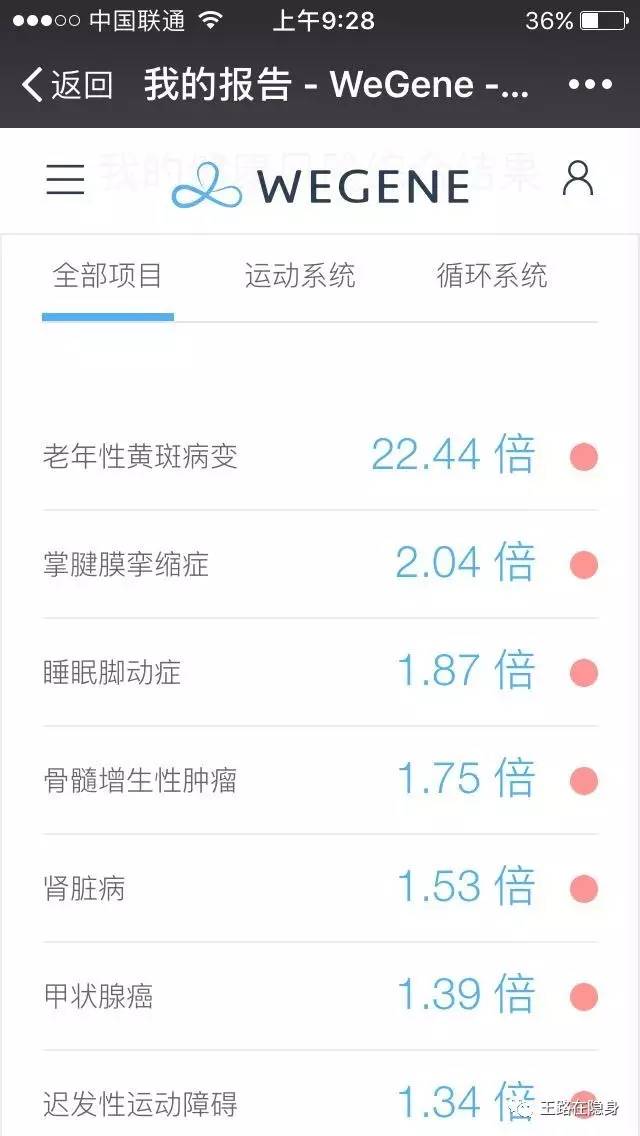 中国联通 上午9:28 36%
返回 我的报告 - WeGene -...
WEGENE
全部项目 运动系统 循环系统
老年性黄斑病变 22.44 倍
掌腱膜挛缩症 2.04 倍
睡眠脚动症 1.87 倍
骨髓增生性肿瘤 1.75 倍
肾脏病 1.53 倍
甲状腺癌 1.39 倍
迟发性运动障碍 1.34 倍
王路在隐身